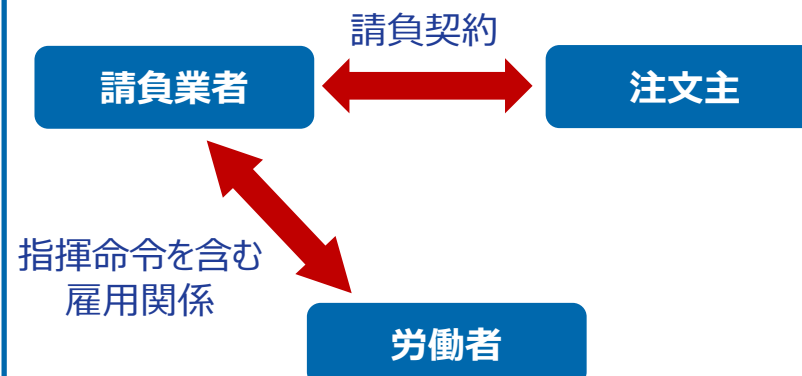 請負契約
請負業者
注文主
指揮命令を含む
雇用関係
労働者